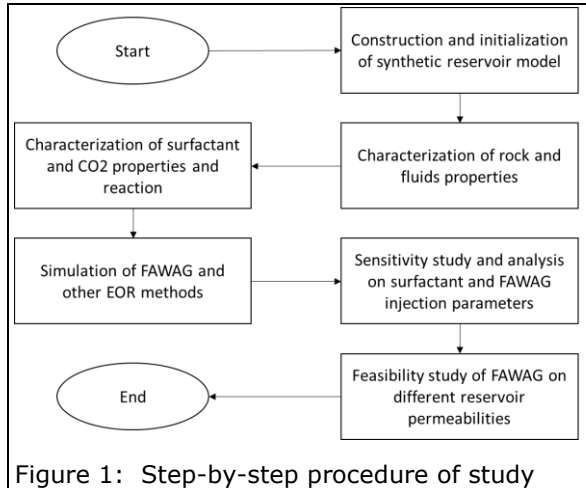 Start
Construction and initialization
of synthetic reservoir model
Characterization of rock and
fluids properties
Characterization of surfactant
and CO2 properties and
reaction
Simulation of FAWAG and
other EOR methods
Sensitivity study and analysis
on surfactant and FAWAG
injection parameters
Feasibility study of FAWAG on
different reservoir
permeabilities
End
Figure 1:  Step-by-step procedure of study